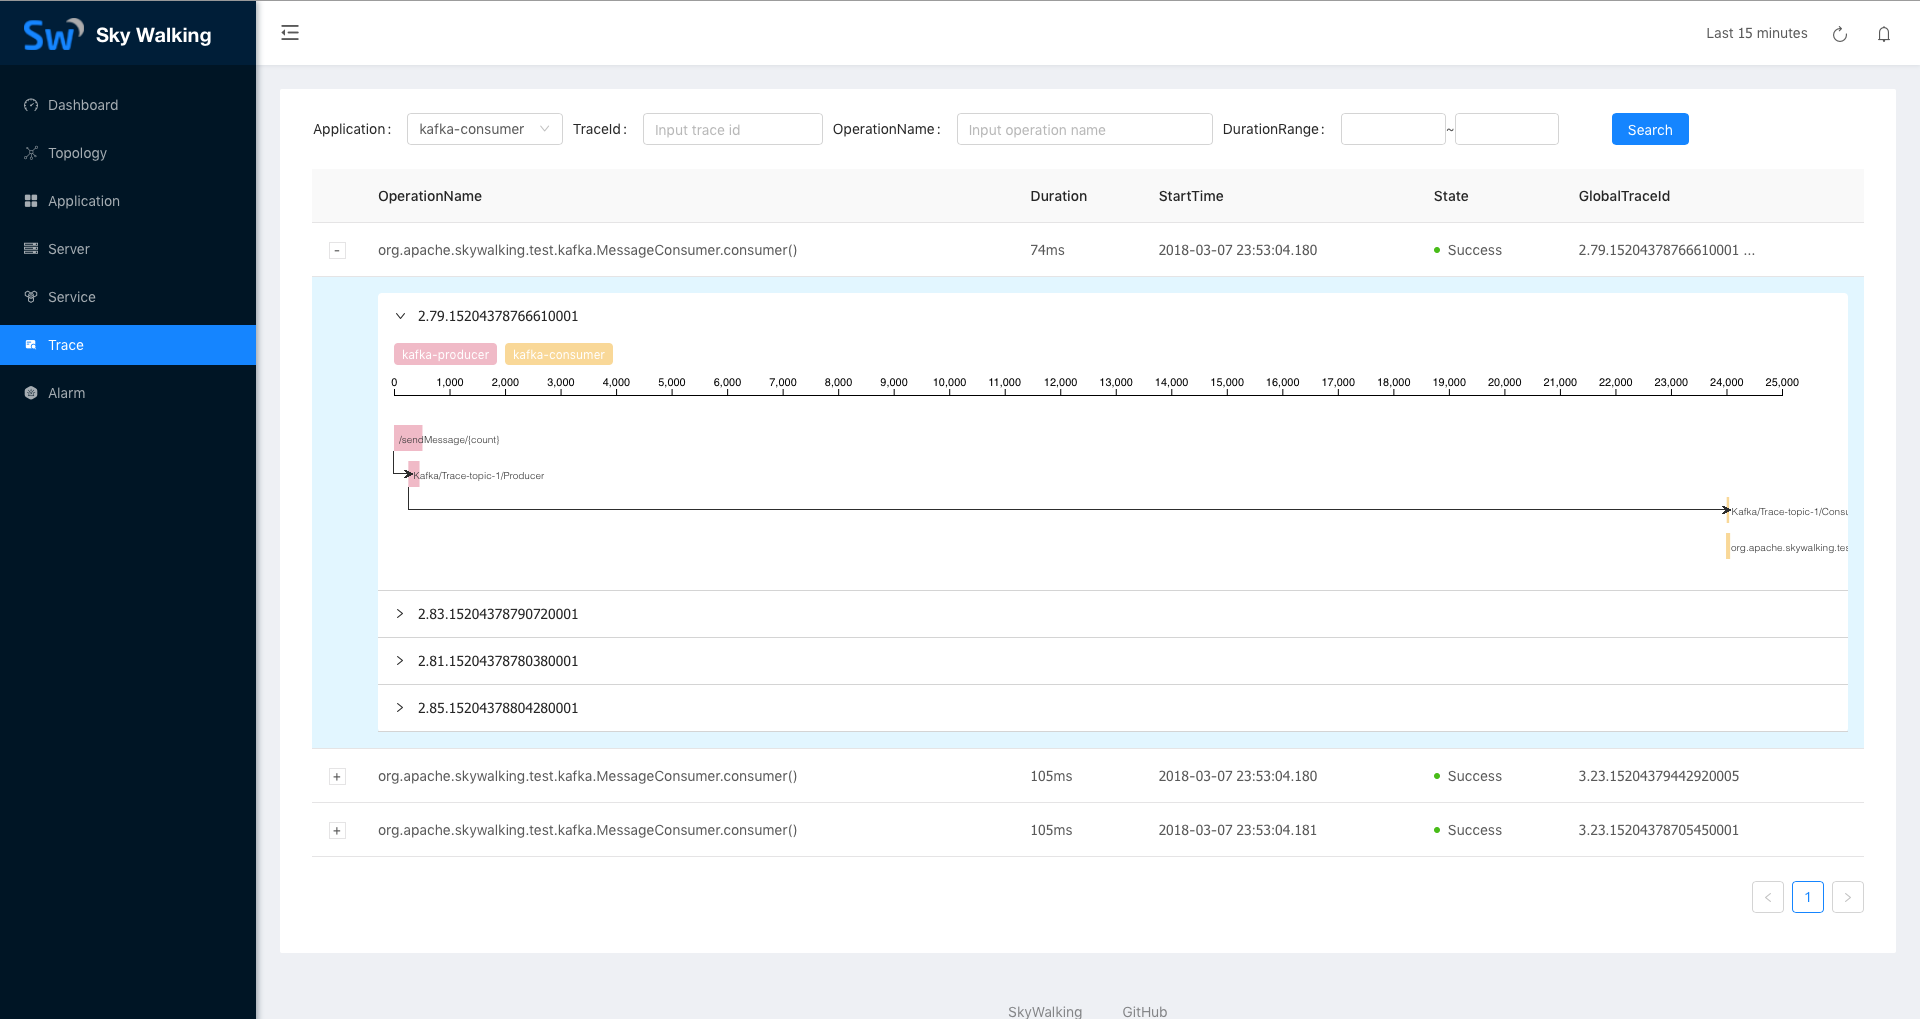 Sw Sky Walking
Last 15 minutes
Dashboard
Topology
Application
Server
Service
Trace
Alarm
Application: kafka-consumer TraceId: Input trace id OperationName: Input operation name DurationRange: ~ Search
OperationName Duration StartTime State GlobalTraceId
- org.apache.skywalking.test.kafka.MessageConsumer.consumer() 74ms 2018-03-07 23:53:04.180 Success 2.79.15204378766610001 ...
2.79.15204378766610001
kafka-producer kafka-consumer
0 1,000 2,000 3,000 4,000 5,000 6,000 7,000 8,000 9,000 10,000 11,000 12,000 13,000 14,000 15,000 16,000 17,000 18,000 19,000 20,000 21,000 22,000 23,000 24,000 25,000
/sendMessage/{count}
Kafka/Trace-topic-1/Producer
Kafka/Trace-topic-1/Consu
org.apache.skywalking.tes
2.83.15204378790720001
2.81.15204378780380001
2.85.15204378804280001
+ org.apache.skywalking.test.kafka.MessageConsumer.consumer() 105ms 2018-03-07 23:53:04.180 Success 3.23.15204379442920005
+ org.apache.skywalking.test.kafka.MessageConsumer.consumer() 105ms 2018-03-07 23:53:04.181 Success 3.23.15204378705450001
< 1 >
SkyWalking GitHub